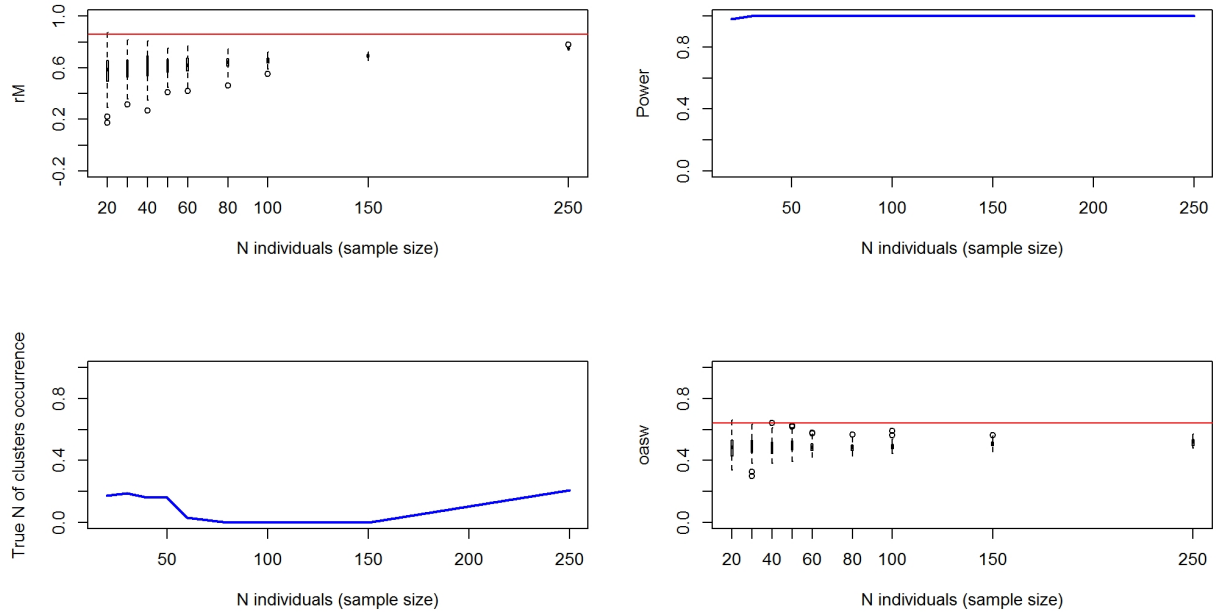 rM
-0.2 0.2 0.6 1.0
20 40 60 80 100 150 250
N individuals (sample size)
Power
0.0 0.4 0.8
50 100 150 200 250
N individuals (sample size)
True N of clusters occurrence
0.0 0.4 0.8
50 100 150 200 250
N individuals (sample size)
oasw
0.0 0.4 0.8
20 40 60 80 100 150 250
N individuals (sample size)